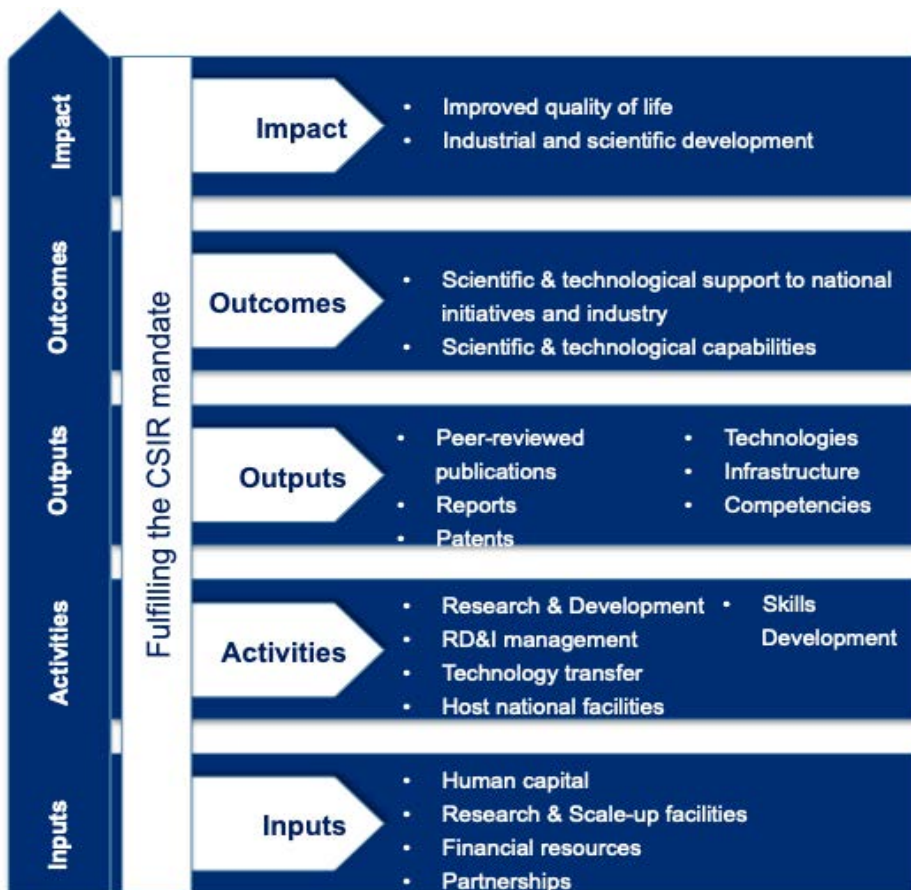 Impact
Outcomes
Outputs
Activities
Inputs
Fulfilling the CSIR mandate
Impact
• Improved quality of life
• Industrial and scientific development
Outcomes
• Scientific & technological support to national
initiatives and industry
• Scientific & technological capabilities
Outputs
• Peer-reviewed
publications
• Reports
• Patents
• Technologies
• Infrastructure
• Competencies
Activities
• Research & Development
• RD&I management
• Technology transfer
• Host national facilities
• Skills
Development
Inputs
• Human capital
• Research & Scale-up facilities
• Financial resources
• Partnerships